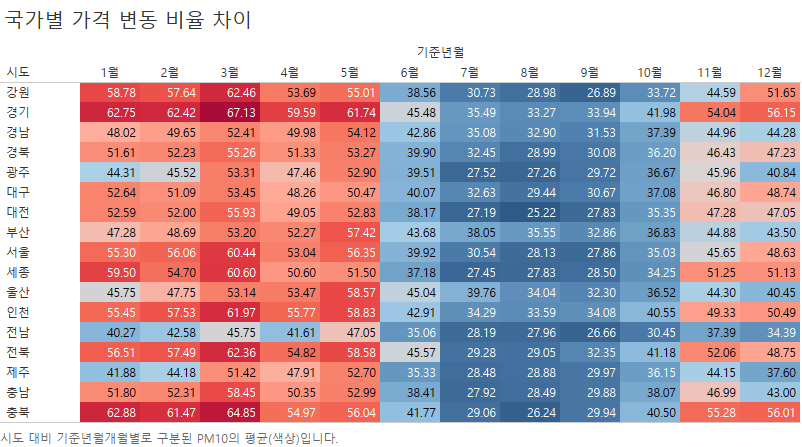 국가별 가격 변동 비율 차이
기준년월
시도 1월 2월 3월 4월 5월 6월 7월 8월 9월 10월 11월 12월
강원 58.78 57.64 62.46 53.69 55.01 38.56 30.73 28.98 26.89 33.72 44.59 51.65
경기 62.75 62.42 67.13 59.59 61.74 45.48 35.49 33.27 33.94 41.98 54.04 56.15
경남 48.02 49.65 52.41 49.98 54.12 42.86 35.08 32.90 31.53 37.39 44.96 44.28
경북 51.61 52.23 55.26 51.33 53.27 39.90 32.45 28.99 30.08 36.20 46.43 47.23
광주 44.31 45.52 53.31 47.46 52.90 39.51 27.52 27.26 29.72 36.67 45.96 40.84
대구 52.64 51.09 53.45 48.26 50.47 40.07 32.63 29.44 30.67 37.08 46.80 48.74
대전 52.59 52.00 55.93 49.05 52.83 38.17 27.19 25.22 27.83 35.35 47.28 47.05
부산 47.28 48.69 53.20 52.27 57.42 43.68 38.05 35.55 32.86 36.83 44.88 43.50
서울 55.30 56.06 60.44 53.04 56.35 39.92 30.54 28.13 27.86 35.03 45.65 48.63
세종 59.50 54.70 60.60 50.60 51.50 37.18 27.45 27.83 28.50 34.25 51.25 51.13
울산 45.75 47.75 53.14 53.47 58.57 45.04 39.76 34.04 32.30 36.52 44.30 40.45
인천 55.45 57.53 61.97 55.77 58.83 42.91 34.29 33.59 34.08 40.55 49.33 50.49
전남 40.27 42.58 45.75 41.61 47.05 35.06 28.19 27.96 26.66 30.45 37.39 34.39
전북 56.51 57.49 62.36 54.82 58.58 45.57 29.28 29.05 32.35 41.18 52.06 48.75
제주 41.88 44.18 51.42 47.91 52.70 35.33 28.48 28.88 29.97 36.15 44.15 37.60
충남 51.80 52.31 58.45 50.35 52.99 38.41 27.92 28.49 29.88 38.07 46.99 43.00
충북 62.88 61.47 64.85 54.97 56.04 41.77 29.06 26.24 29.94 40.50 55.28 56.01
시도 대비 기준년월개월별로 구분된 PM10의 평균(색상)입니다.